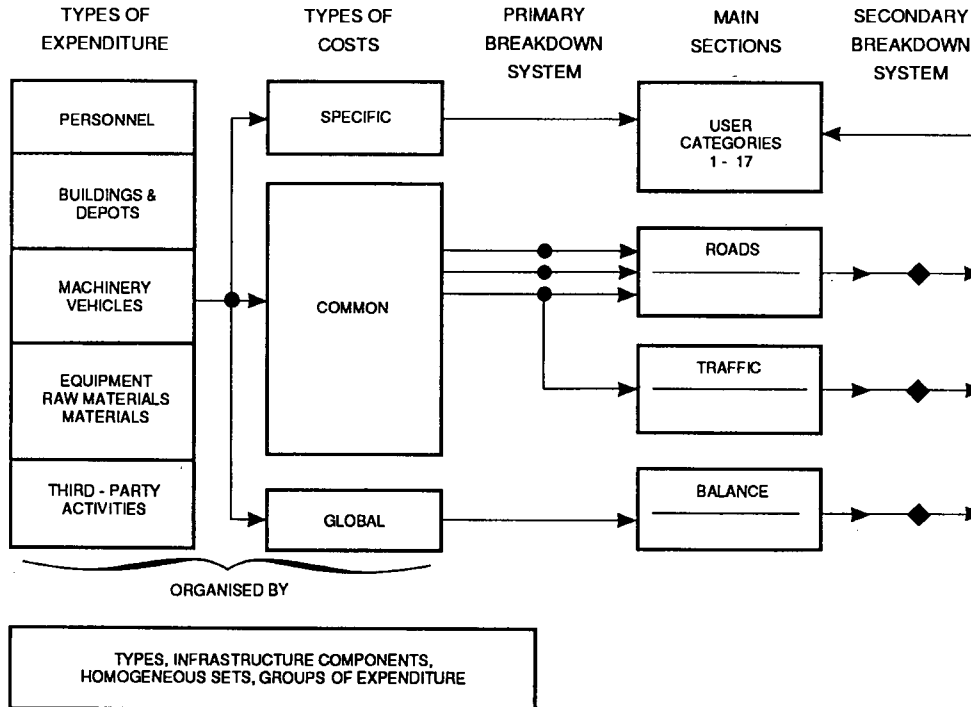 TYPES OF
EXPENDITURE
TYPES OF
COSTS
PRIMARY
BREAKDOWN
SYSTEM
MAIN
SECTIONS
SECONDARY
BREAKDOWN
SYSTEM
PERSONNEL
BUILDINGS &
DEPOTS
MACHINERY
VEHICLES
EQUIPMENT
RAW MATERIALS
MATERIALS
THIRD - PARTY
ACTIVITIES
SPECIFIC
COMMON
GLOBAL
USER
CATEGORIES
1 - 17
ROADS
TRAFFIC
BALANCE
ORGANISED BY
TYPES, INFRASTRUCTURE COMPONENTS,
HOMOGENEOUS SETS, GROUPS OF EXPENDITURE